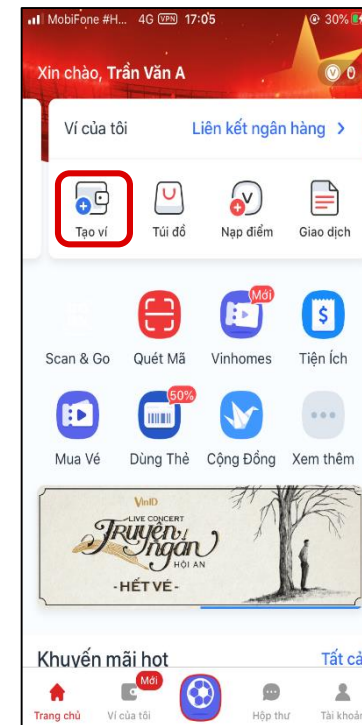 MobiFone #H... 4G VPN 17:05 30%
Xin chào, Trần Văn A
V 0
Ví của tôi Liên kết ngân hàng >
Tạo ví Túi đồ Nạp điểm Giao dịch
Mới
Scan & Go Quét Mã Vinhomes Tiện Ích
50%
Mua Vé Dùng Thẻ Cộng Đồng Xem thêm
VinID
LIVE CONCERT
Truyện
ngắn
HỘI AN
- HẾT VÉ -
Khuyến mãi hot Tất cả
Mới
Trang chủ Ví của tôi Hộp thư Tài khoản